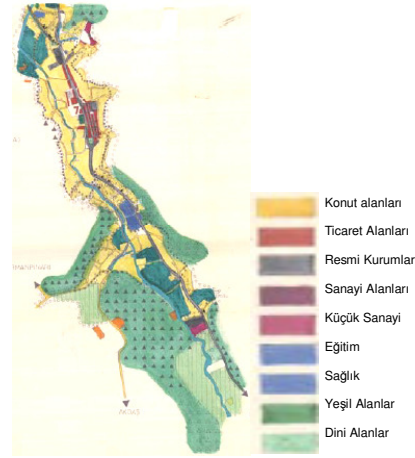 Konut alanları
Ticaret Alanları
Resmi Kurumlar
Sanayi Alanları
Küçük Sanayi
Eğitim
Sağlık
Yeşil Alanlar
Dini Alanlar